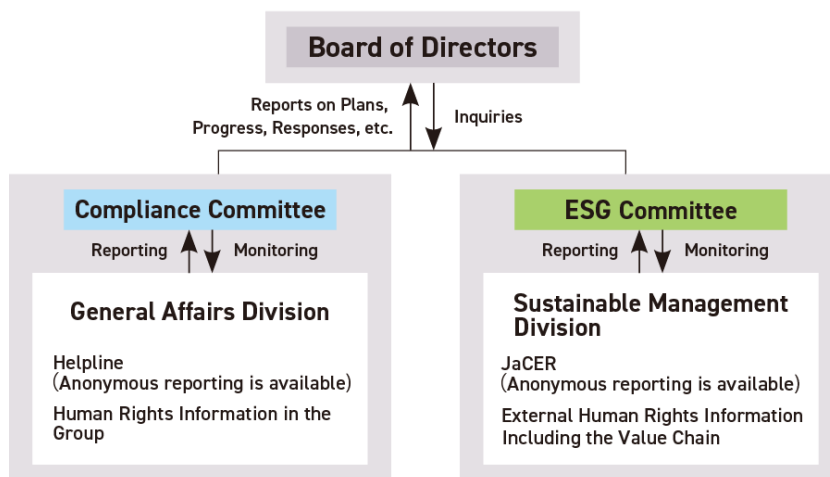 Board of Directors
Reports on Plans,
Progress, Responses, etc.
Inquiries
Compliance Committee
Reporting
Monitoring
General Affairs Division
Helpline
(Anonymous reporting is available)
Human Rights Information in the
Group
ESG Committee
Reporting
Monitoring
Sustainable Management
Division
JaCER
(Anonymous reporting is available)
External Human Rights Information
Including the Value Chain